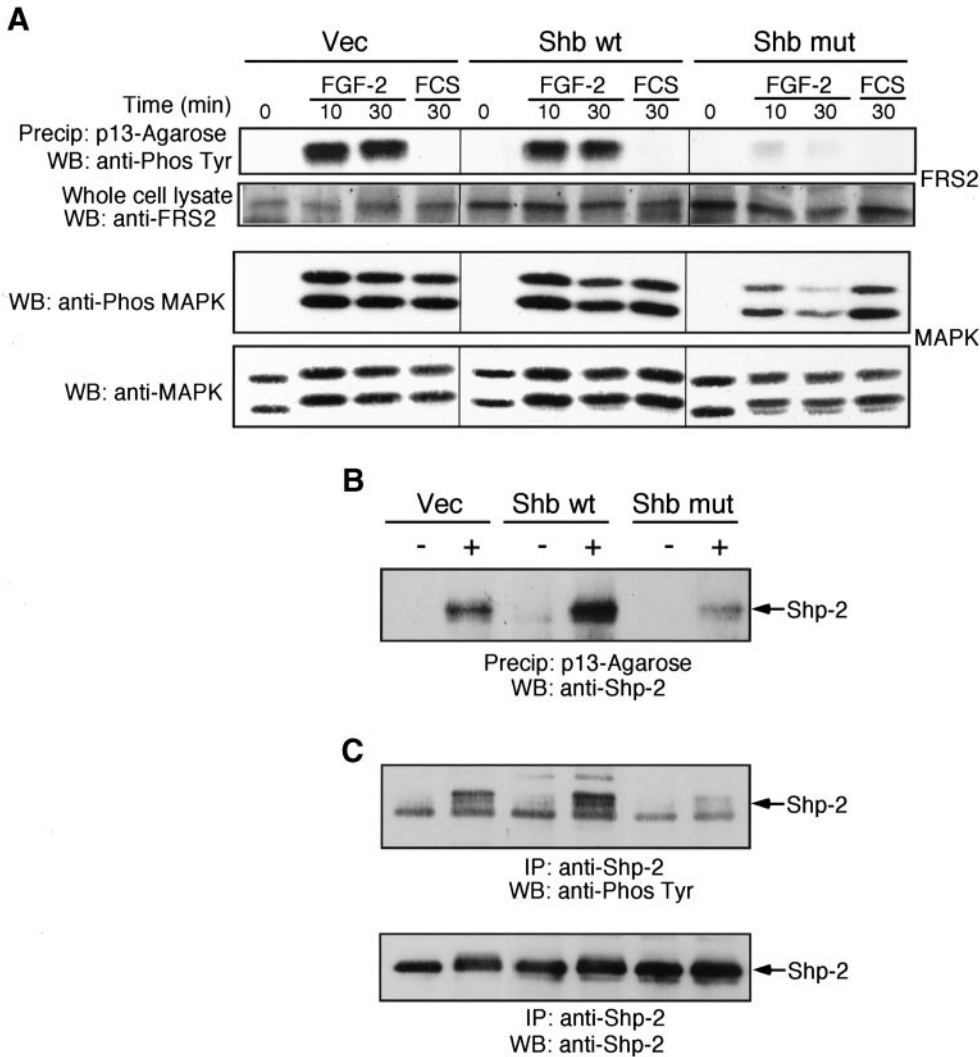 A
Vec Shb wt Shb mut
FGF-2 FCS FGF-2 FCS FGF-2 FCS
Time (min) 0 10 30 30 0 10 30 30 0 10 30 30
Precip: p13-Agarose
WB: anti-Phos Tyr
FRS2
Whole cell lysate
WB: anti-FRS2
WB: anti-Phos MAPK
MAPK
WB: anti-MAPK
B
Vec Shb wt Shb mut
- + - + - +
Shp-2
Precip: p13-Agarose
WB: anti-Shp-2
C
Shp-2
IP: anti-Shp-2
WB: anti-Phos Tyr
Shp-2
IP: anti-Shp-2
WB: anti-Shp-2